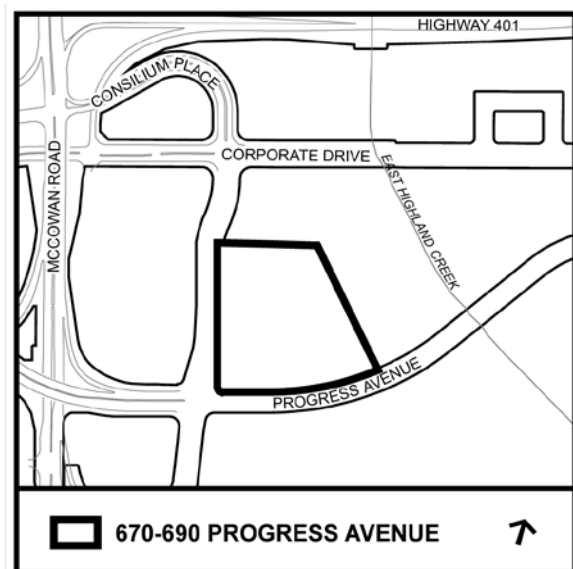 HIGHWAY 401
CONSILIUM PLACE
MCCOWAN ROAD
CORPORATE DRIVE
EAST HIGHLAND CREEK
PROGRESS AVENUE
670-690 PROGRESS AVENUE